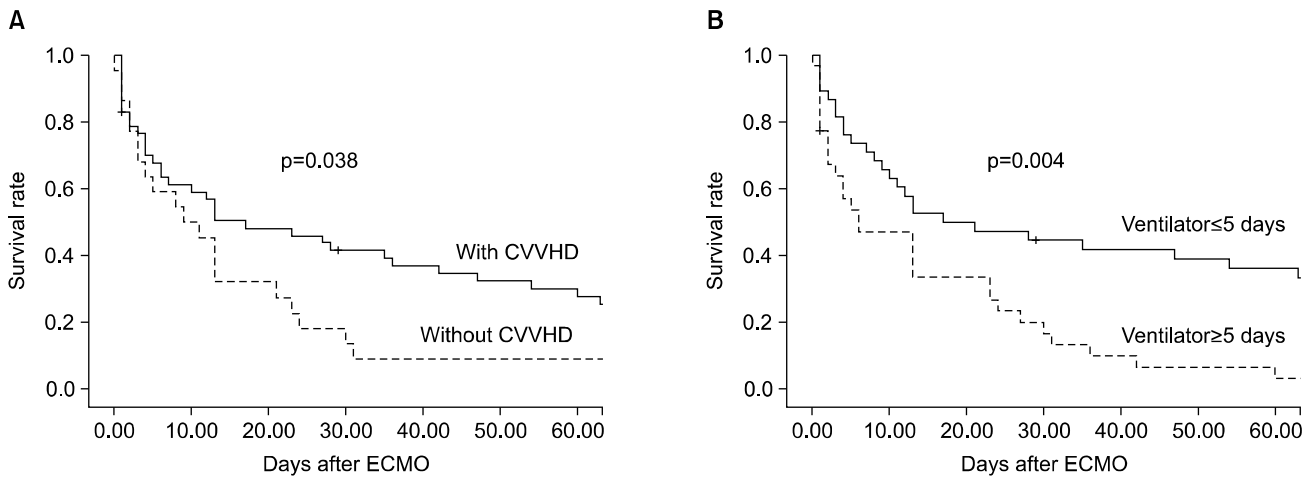 A
1.0
0.8
0.6
0.4
0.2
0.0
Survival rate
p=0.038
With CVVHD
Without CVVHD
0.00 10.00 20.00 30.00 40.00 50.00 60.00
Days after ECMO
B
1.0
0.8
0.6
0.4
0.2
0.0
Survival rate
p=0.004
Ventilator≤5 days
Ventilator≥5 days
0.00 10.00 20.00 30.00 40.00 50.00 60.00
Days after ECMO